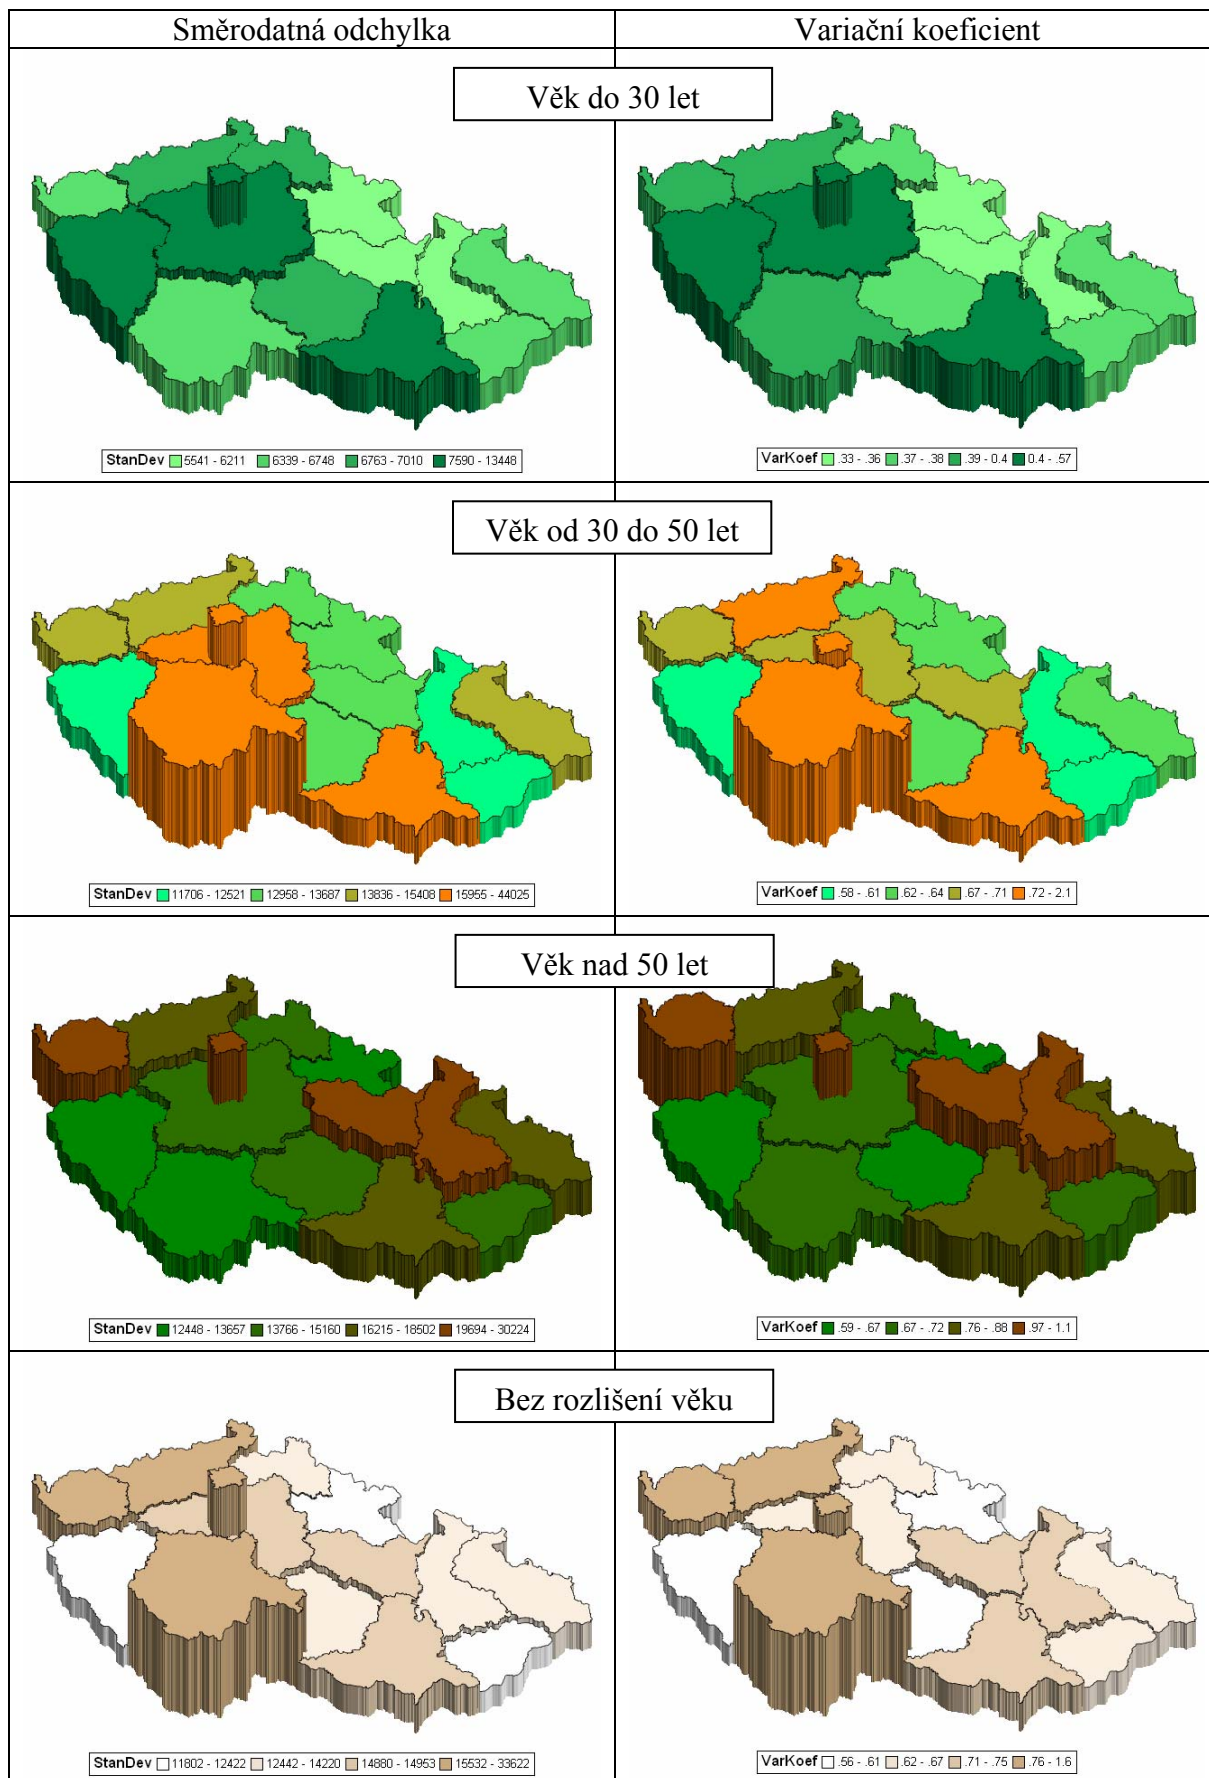 Směrodatná odchylka
Variační koeficient
Věk do 30 let
StanDev 5541 - 6211 6339 - 6748 6763 - 7010 7590 - 13448
VarKoef .33 - .36 .37 - .38 .39 - 0.4 0.4 - .57
Věk od 30 do 50 let
StanDev 11706 - 12521 12958 - 13687 13836 - 15408 15955 - 44025
VarKoef .58 - .61 .62 - .64 .67 - .71 .72 - 2.1
Věk nad 50 let
StanDev 12448 - 13657 13766 - 15160 16215 - 18502 19694 - 30224
VarKoef .59 - .67 .67 - .72 .76 - .88 .97 - 1.1
Bez rozlišení věku
StanDev 11802 - 12422 12442 - 14220 14880 - 14953 15532 - 33622
VarKoef .56 - .61 .62 - .67 .71 - .75 .76 - 1.6